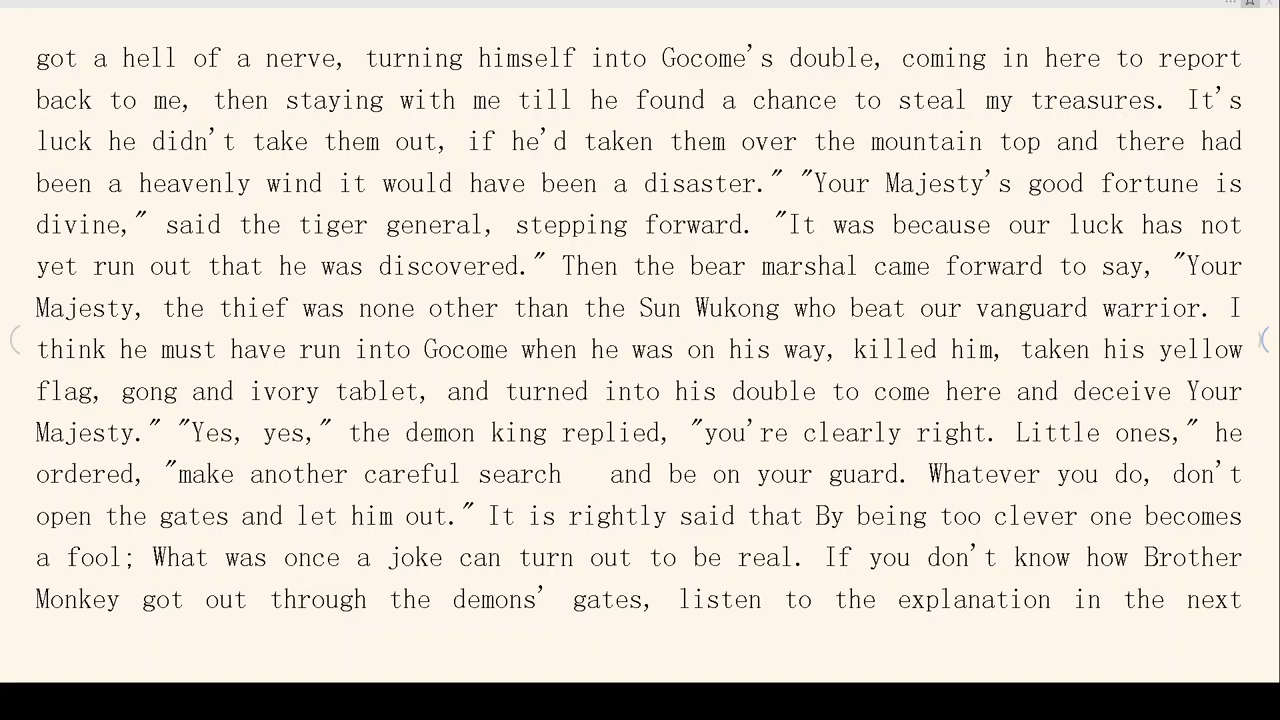 got a hell of a nerve, turning himself into Gocome's double, coming in here to report
back to me, then staying with me till he found a chance to steal my treasures. It's
luck he didn't take them out, if he'd taken them over the mountain top and there had
been a heavenly wind it would have been a disaster." "Your Majesty's good fortune is
divine," said the tiger general, stepping forward. "It was because our luck has not
yet run out that he was discovered." Then the bear marshal came forward to say, "Your
Majesty, the thief was none other than the Sun Wukong who beat our vanguard warrior. I
think he must have run into Gocome when he was on his way, killed him, taken his yellow
flag, gong and ivory tablet, and turned into his double to come here and deceive Your
Majesty." "Yes, yes," the demon king replied, "you're clearly right. Little ones," he
ordered, "make another careful search and be on your guard. Whatever you do, don't
open the gates and let him out." It is rightly said that By being too clever one becomes
a fool; What was once a joke can turn out to be real. If you don't know how Brother
Monkey got out through the demons' gates, listen to the explanation in the next